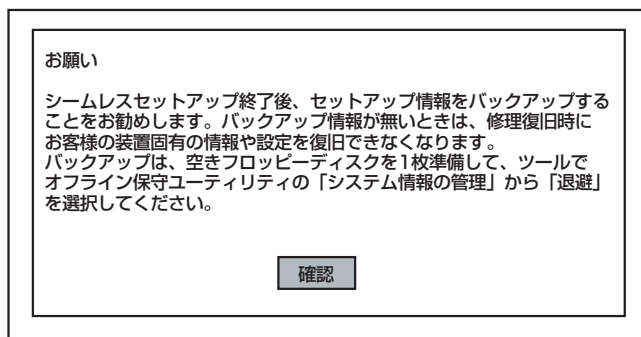 お願い
シームレスセットアップ終了後、セットアップ情報をバックアップする
ことをお勧めします。バックアップ情報が無いときは、修理復旧時に
お客様の装置固有の情報や設定を復旧できなくなります。
バックアップは、空きフロッピーディスクを1枚準備して、ツールで
オフライン保守ユーティリティの「システム情報の管理」から「退避」
を選択してください。
確認